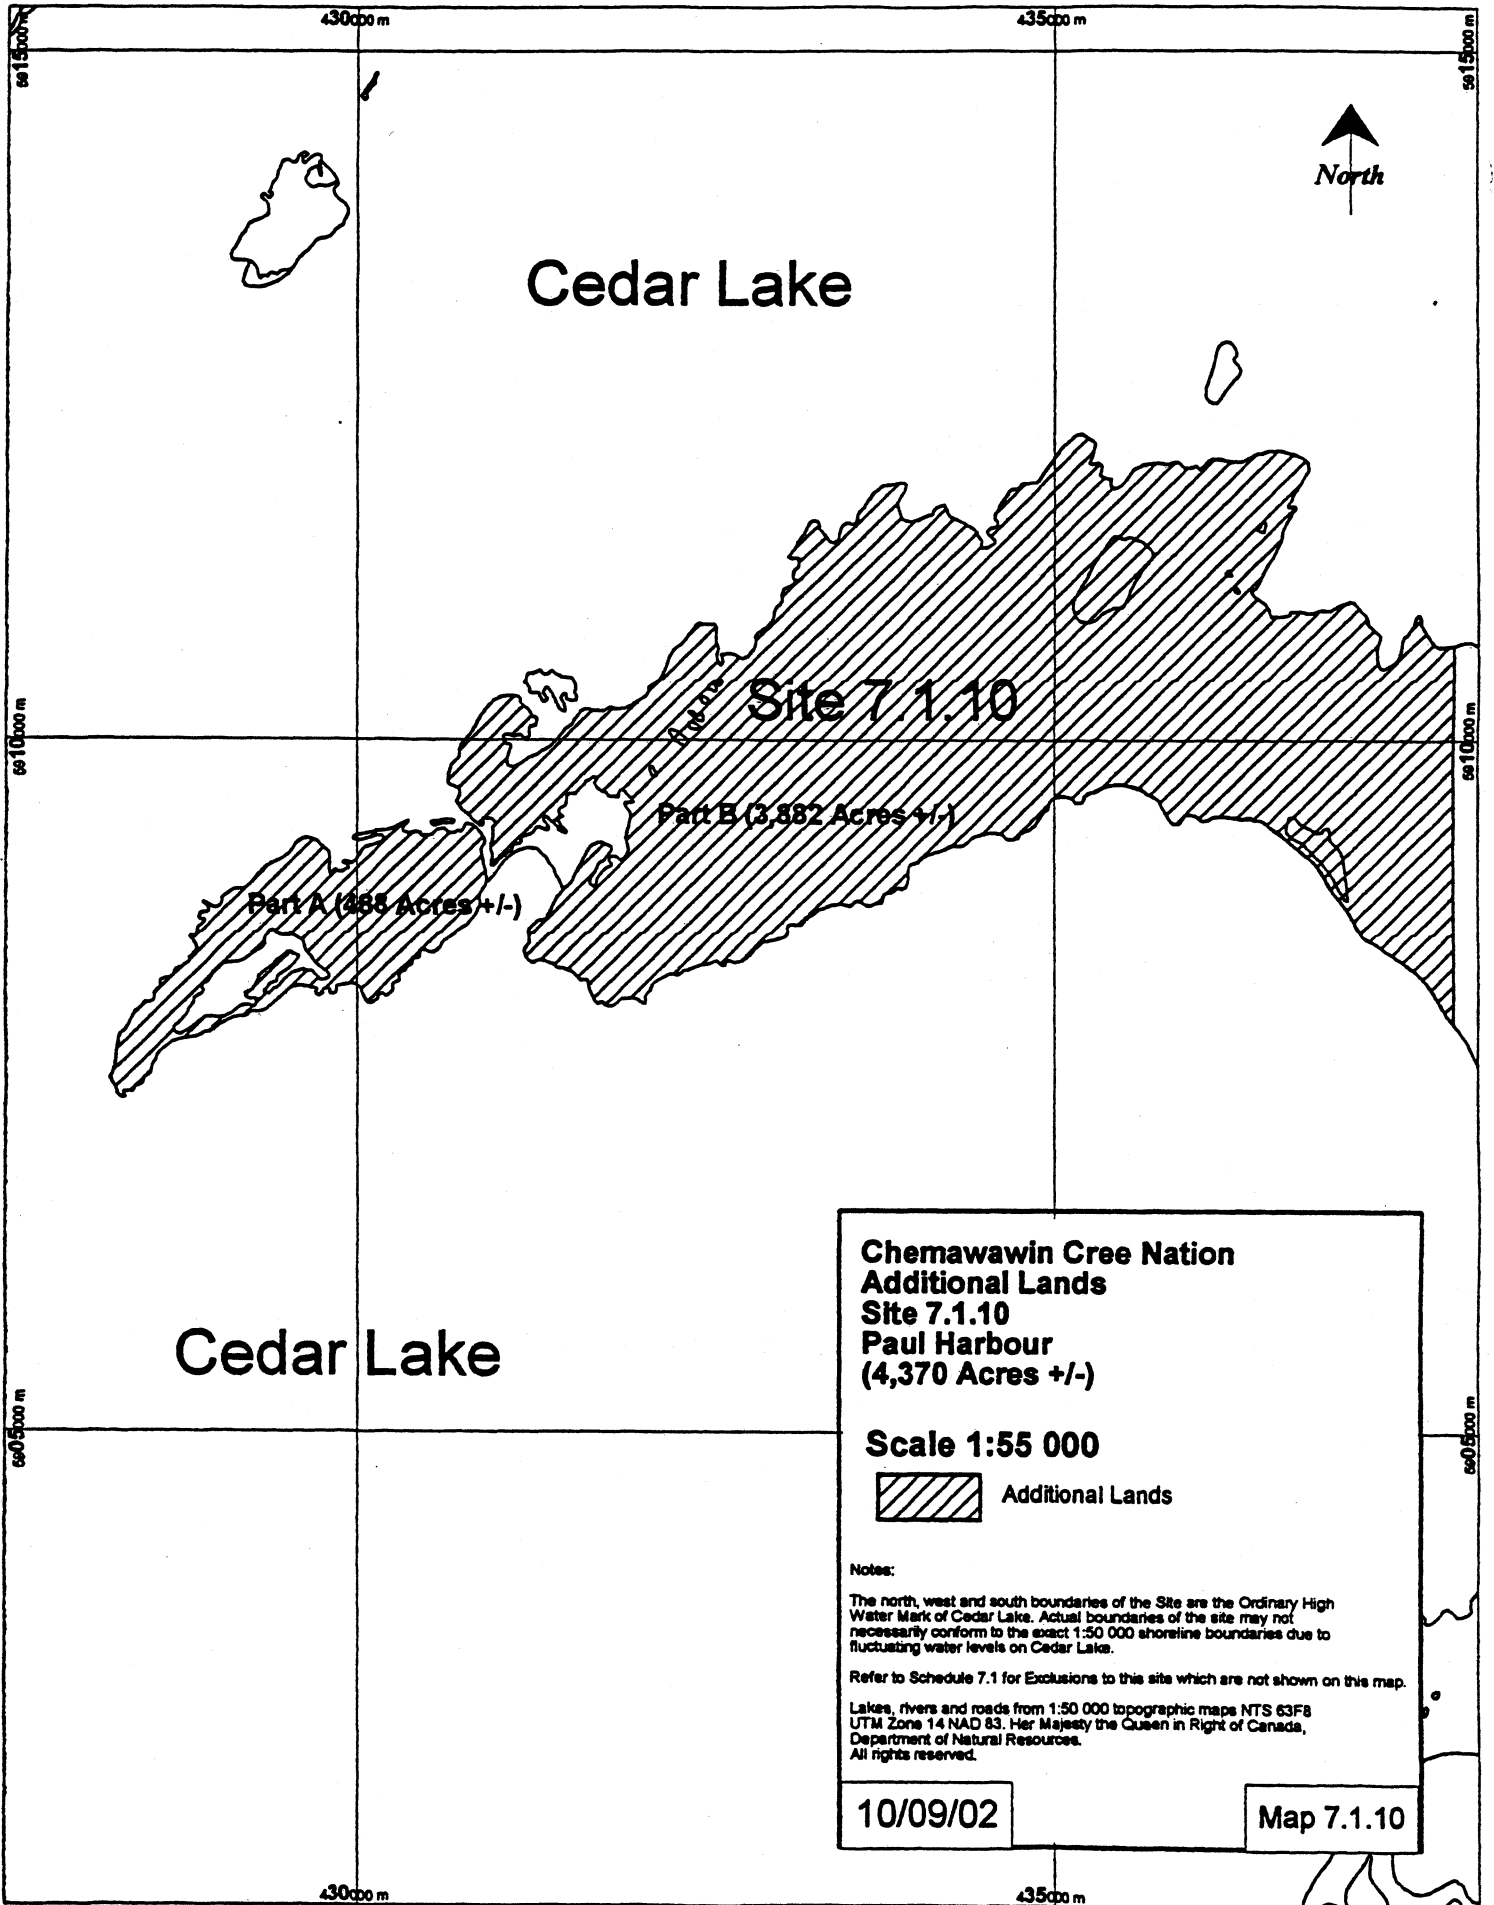 430000 m
435000 m
5915000 m
5915000 m
North
Cedar Lake
Site 7.1.10
5910000 m
5910000 m
Part B (3,882 Acres +/-)
Part A (488 Acres +/-)
Cedar Lake
5905000 m
5905000 m
Chemawawin Cree Nation
Additional Lands
Site 7.1.10
Paul Harbour
(4,370 Acres +/-)
Scale 1:55 000
Additional Lands
Notes:
The north, west and south boundaries of the Site are the Ordinary High
Water Mark of Cedar Lake. Actual boundaries of the site may not
necessarily conform to the exact 1:50 000 shoreline boundaries due to
fluctuating water levels on Cedar Lake.
Refer to Schedule 7.1 for Exclusions to this site which are not shown on this map.
Lakes, rivers and roads from 1:50 000 topographic maps NTS 63F8
UTM Zone 14 NAD 83. Her Majesty the Queen in Right of Canada,
Department of Natural Resources.
All rights reserved.
10/09/02
Map 7.1.10
430000 m
435000 m